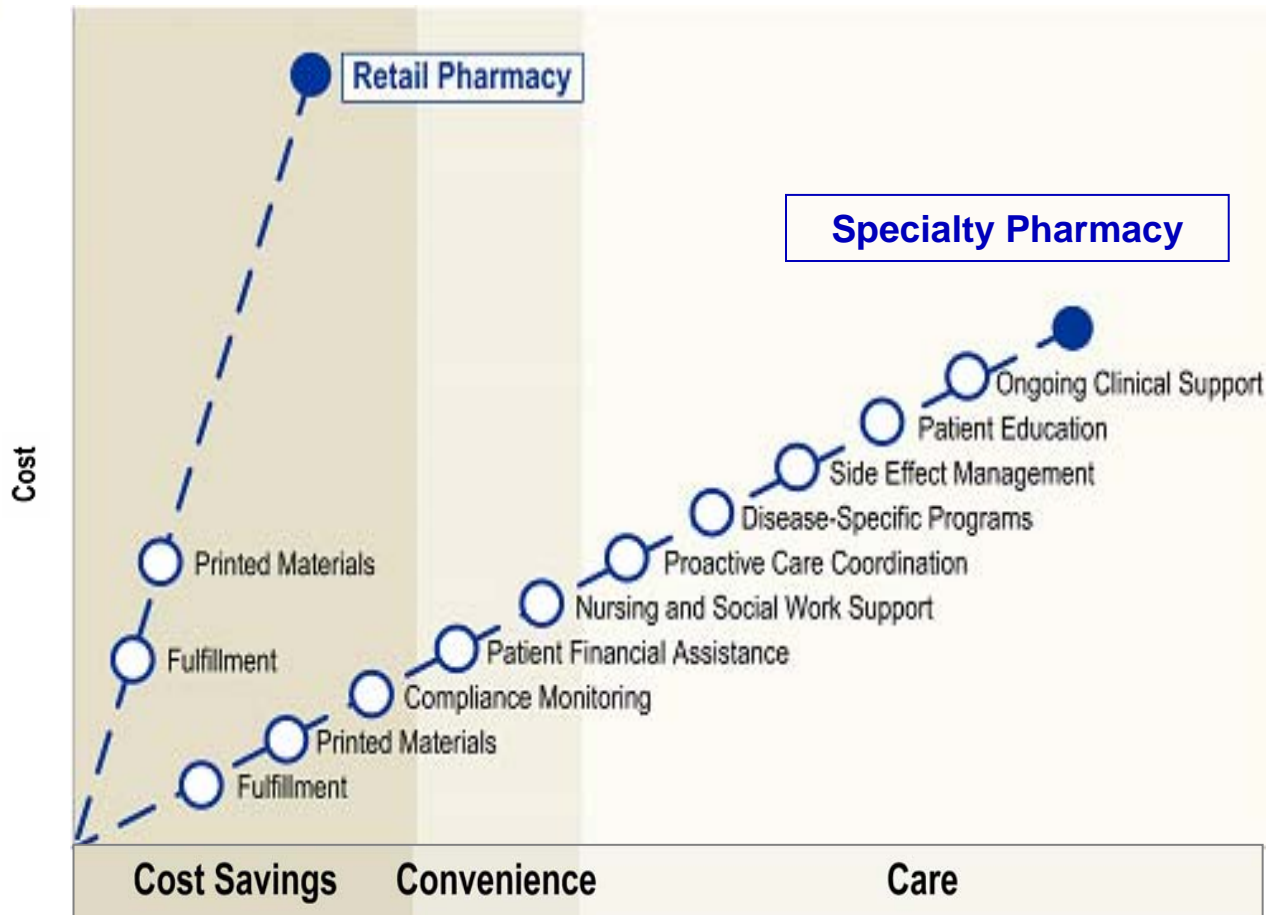 Retail Pharmacy
Specialty Pharmacy
Cost
Ongoing Clinical Support
Patient Education
Side Effect Management
Disease-Specific Programs
Printed Materials
Proactive Care Coordination
Nursing and Social Work Support
Fulfillment
Patient Financial Assistance
Compliance Monitoring
Printed Materials
Fulfillment
Cost Savings
Convenience
Care